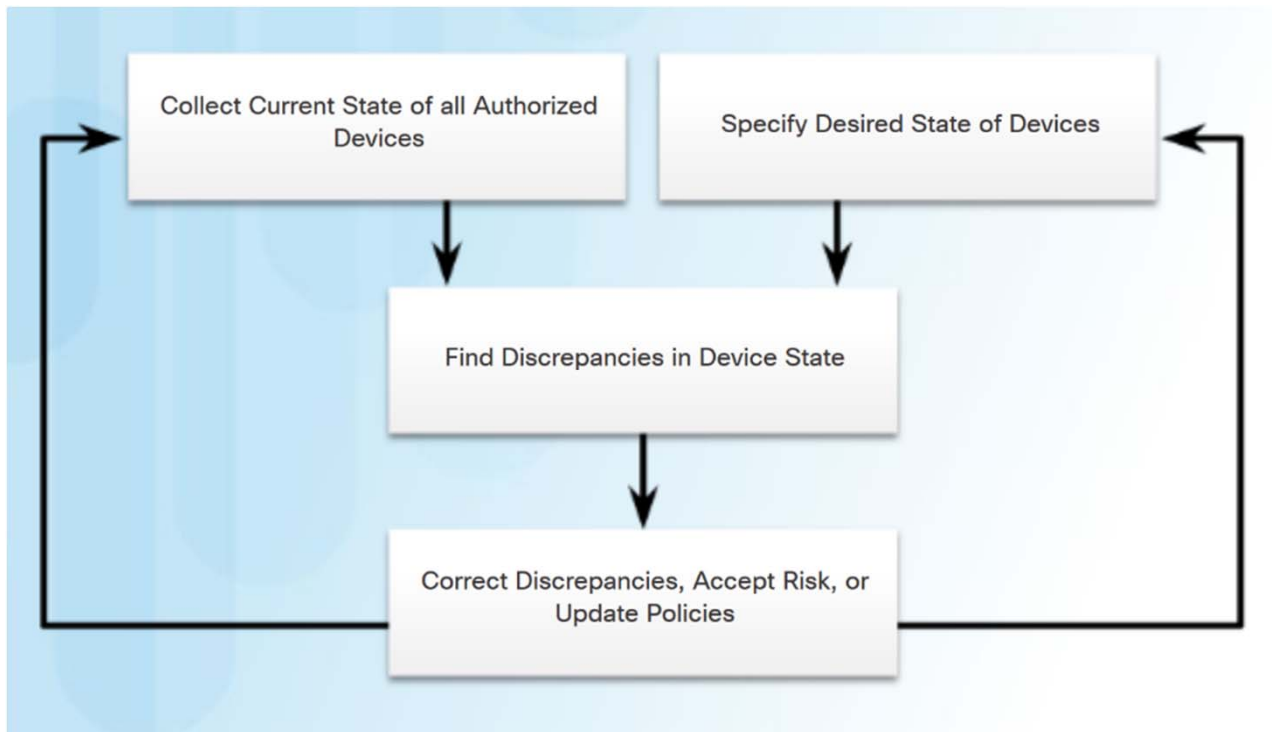 Collect Current State of all Authorized
Devices
Specify Desired State of Devices
Find Discrepancies in Device State
Correct Discrepancies, Accept Risk, or
Update Policies